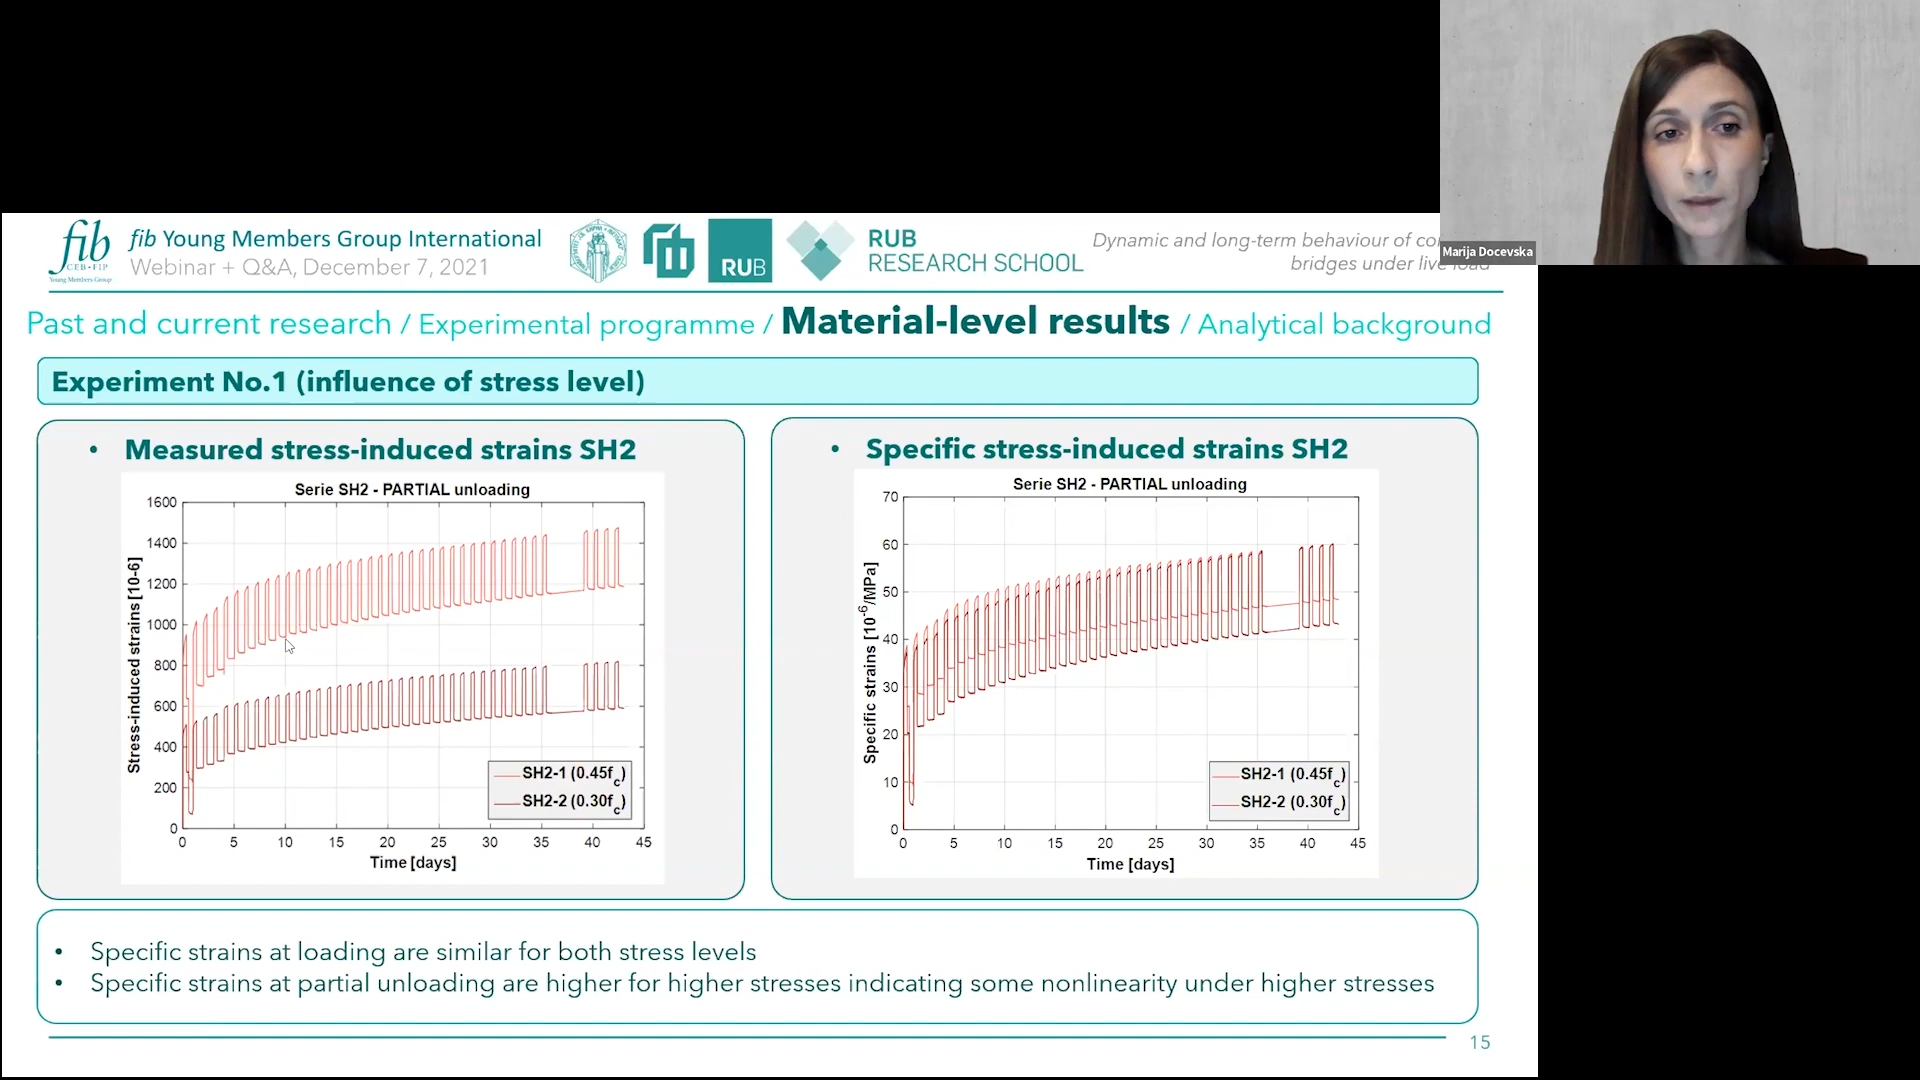 Marija Docevska
fib
CEB•FIP
Young Members Group
fib Young Members Group International
Webinar + Q&A, December 7, 2021
RUB
RUB
RESEARCH SCHOOL
Dynamic and long-term behaviour of
bridges under live load
Past and current research / Experimental programme / Material-level results / Analytical background
Experiment No.1 (influence of stress level)
• Measured stress-induced strains SH2
Serie SH2 - PARTIAL unloading
Stress-induced strains [10-6]
1600
1400
1200
1000
800
600
400
200
0
0 5 10 15 20 25 30 35 40 45
Time [days]
SH2-1 (0.45fc)
SH2-2 (0.30fc)
• Specific stress-induced strains SH2
Serie SH2 - PARTIAL unloading
Specific strains [10-6/MPa]
70
60
50
40
30
20
10
0
0 5 10 15 20 25 30 35 40 45
Time [days]
SH2-1 (0.45fc)
SH2-2 (0.30fc)
• Specific strains at loading are similar for both stress levels
• Specific strains at partial unloading are higher for higher stresses indicating some nonlinearity under higher stresses
15